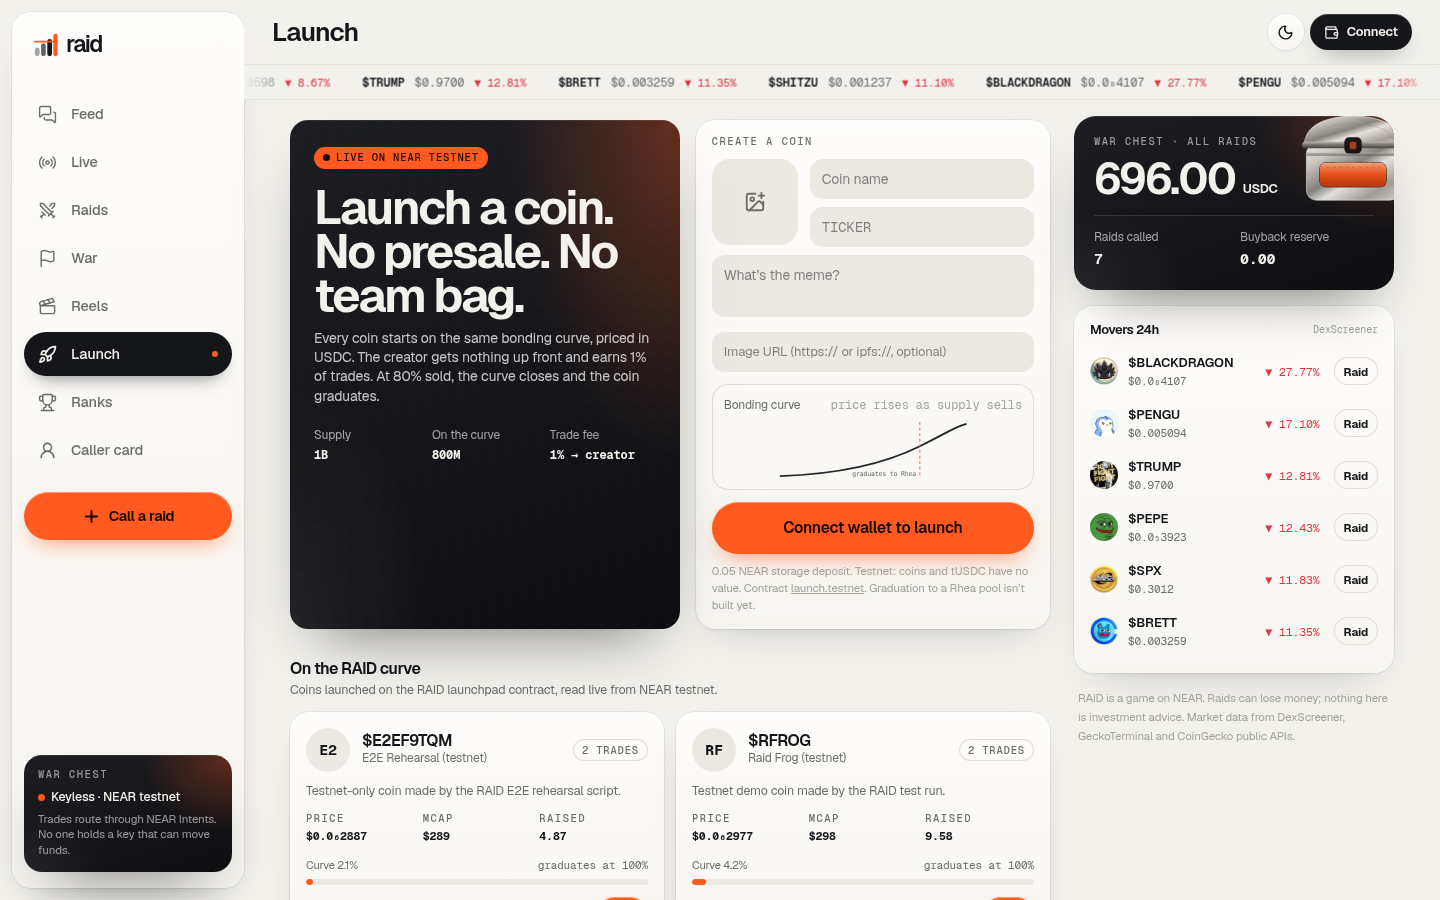 raid
Feed
Live
Raids
War
Reels
Launch
Ranks
Caller card
Call a raid
WAR CHEST
Keyless · NEAR testnet
Trades route through NEAR Intents.
No one holds a key that can move
funds.
Launch
Connect
0598 ▼ 8.67% $TRUMP $0.9700 ▼ 12.81% $BRETT $0.003259 ▼ 11.35% $SHITZU $0.001237 ▼ 11.10% $BLACKDRAGON $0.0₈4107 ▼ 27.77% $PENGU $0.005094 ▼ 17.10%
LIVE ON NEAR TESTNET
Launch a coin.
No presale. No
team bag.
Every coin starts on the same bonding curve, priced in
USDC. The creator gets nothing up front and earns 1%
of trades. At 80% sold, the curve closes and the coin
graduates.
Supply On the curve Trade fee
1B 800M 1% → creator
CREATE A COIN
Coin name
TICKER
What's the meme?
Image URL (https:// or ipfs://, optional)
Bonding curve price rises as supply sells
graduates to Rhea
Connect wallet to launch
0.05 NEAR storage deposit. Testnet: coins and tUSDC have no
value. Contract launch.testnet. Graduation to a Rhea pool isn't
built yet.
WAR CHEST · ALL RAIDS
696.00 USDC
Raids called Buyback reserve
7 0.00
Movers 24h DexScreener
$BLACKDRAGON
$0.0₈4107
▼ 27.77% Raid
$PENGU
$0.005094
▼ 17.10% Raid
$TRUMP
$0.9700
▼ 12.81% Raid
$PEPE
$0.0₅3923
▼ 12.43% Raid
$SPX
$0.3012
▼ 11.83% Raid
$BRETT
$0.003259
▼ 11.35% Raid
RAID is a game on NEAR. Raids can lose money; nothing here
is investment advice. Market data from DexScreener,
GeckoTerminal and CoinGecko public APIs.
On the RAID curve
Coins launched on the RAID launchpad contract, read live from NEAR testnet.
E2
$E2EF9TQM
E2E Rehearsal (testnet)
2 TRADES
Testnet-only coin made by the RAID E2E rehearsal script.
PRICE MCAP RAISED
$0.0₆2887 $289 4.87
Curve 2.1% graduates at 100%
RF
$RFROG
Raid Frog (testnet)
2 TRADES
Testnet demo coin made by the RAID test run.
PRICE MCAP RAISED
$0.0₆2977 $298 9.58
Curve 4.2% graduates at 100%